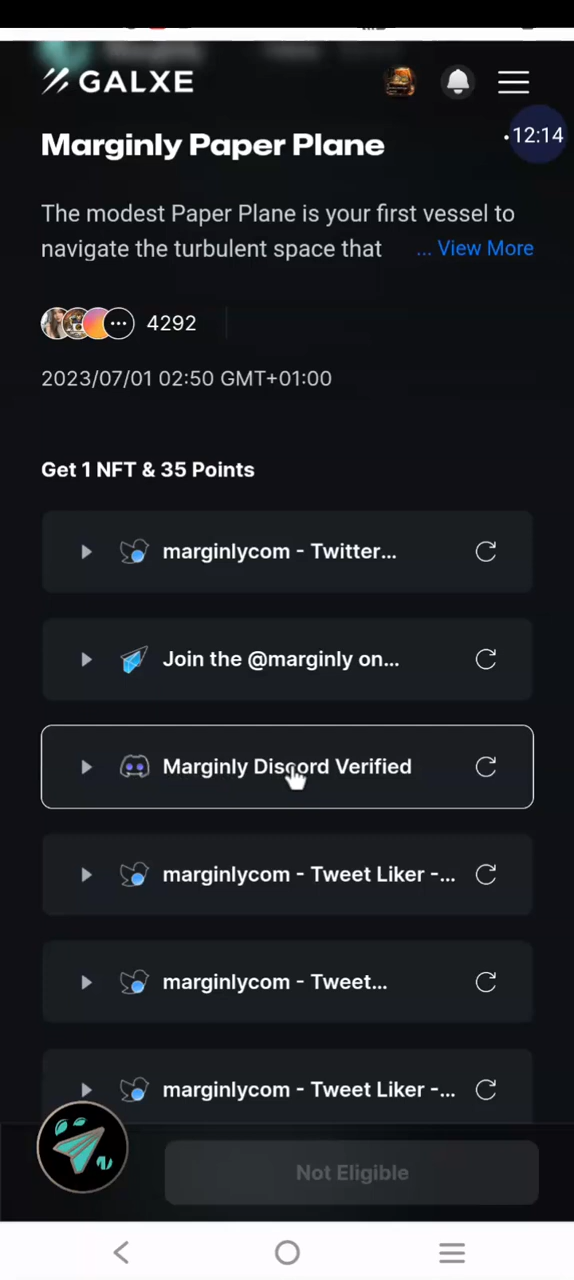 GALXE
Marginly Paper Plane
12:14
The modest Paper Plane is your first vessel to
navigate the turbulent space that ... View More
4292
2023/07/01 02:50 GMT+01:00
Get 1 NFT & 35 Points
marginlycom - Twitter...
Join the @marginly on...
Marginly Discord Verified
marginlycom - Tweet Liker -...
marginlycom - Tweet...
marginlycom - Tweet Liker -...
Not Eligible